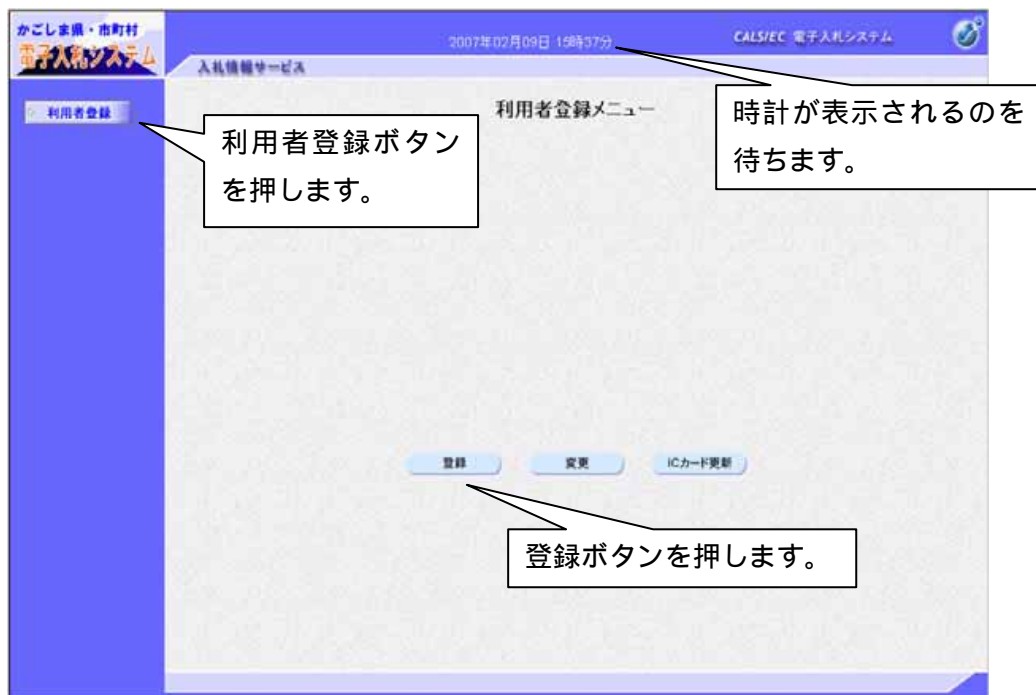 かごしま県・市町村
電子入札システム
2007年02月09日 15時37分
CALS/EC 電子入札システム
入札情報サービス
利用者登録
利用者登録メニュー
時計が表示されるのを
待ちます。
利用者登録ボタン
を押します。
登録
変更
ICカード更新
登録ボタンを押します。